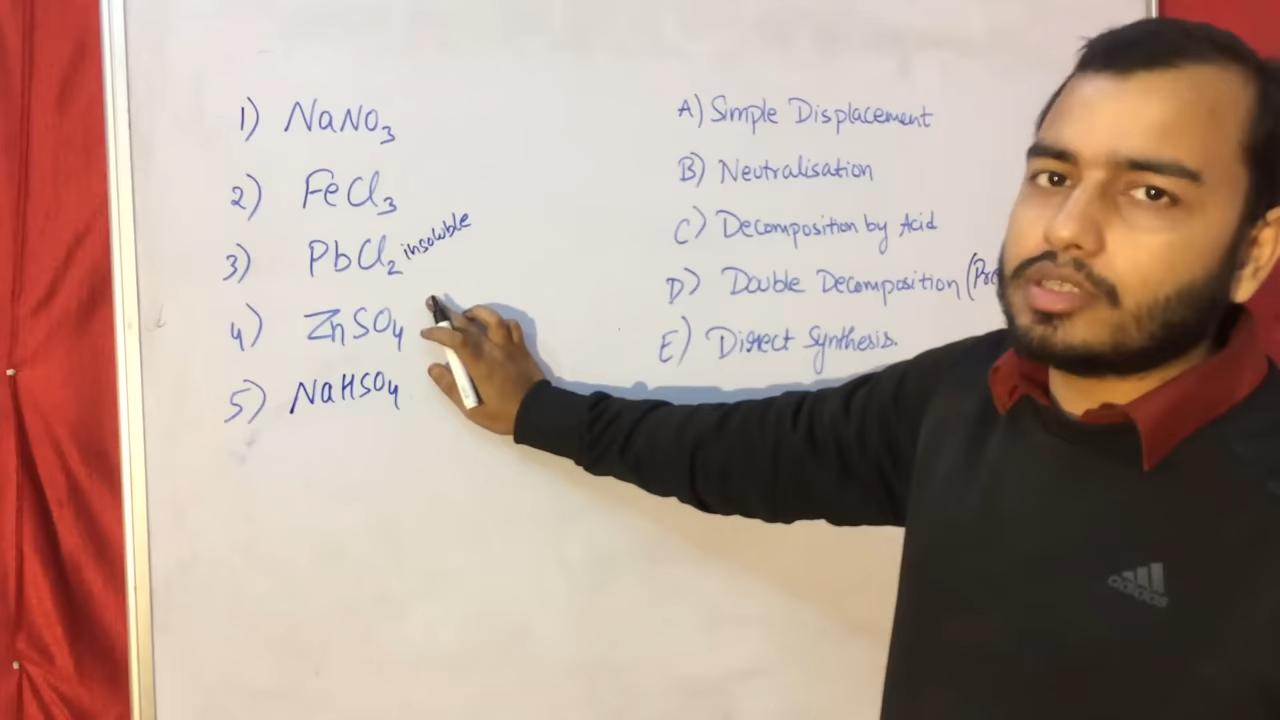 1) NaNO3
2) FeCl3
3) PbCl2 insoluble
4) ZnSO4
5) NaHSO4
A) Simple Displacement
B) Neutralisation
C) Decomposition by Acid
D) Double Decomposition
E) Direct Synthesis.
adidas